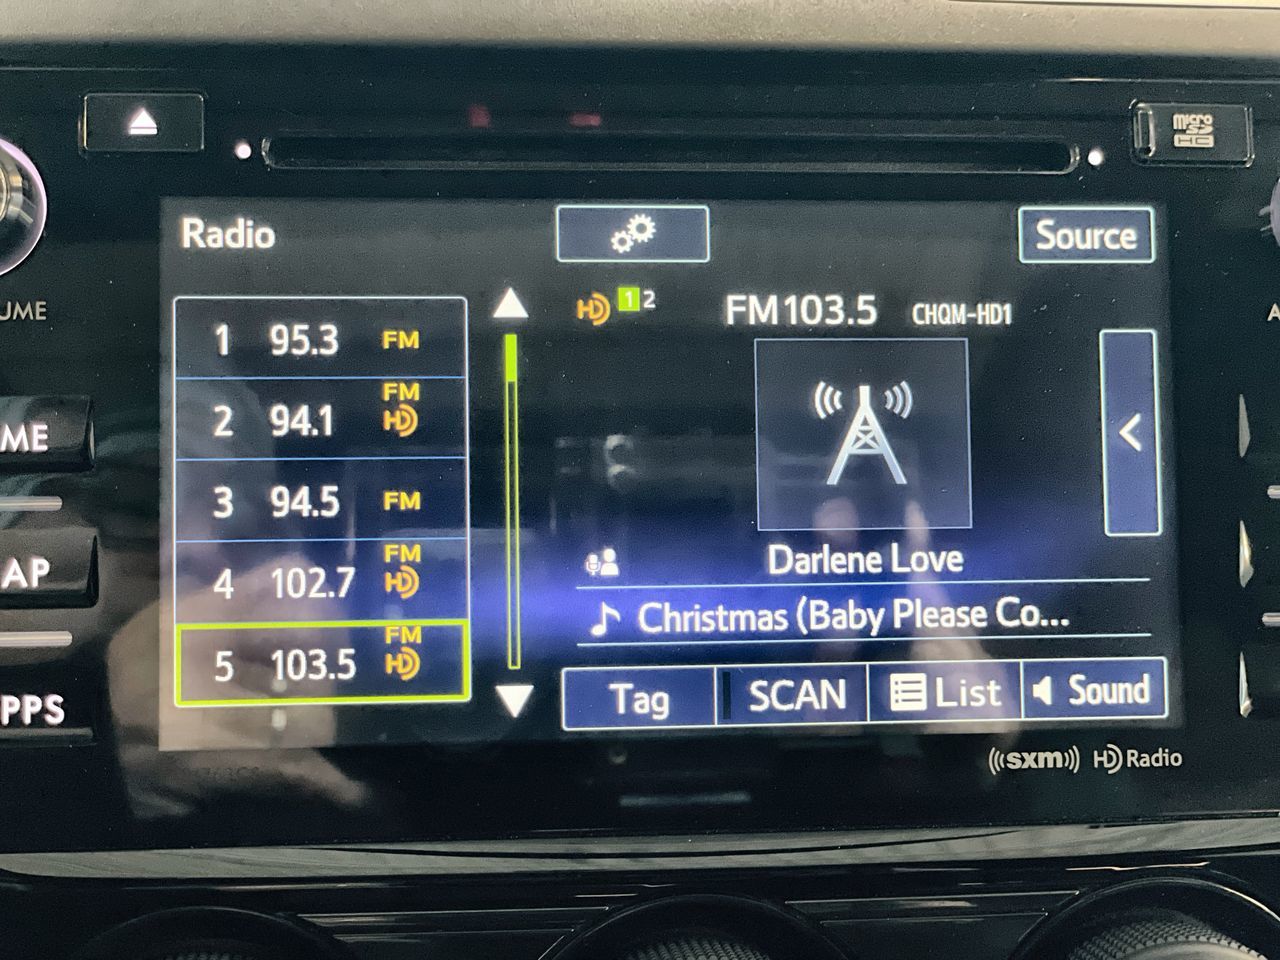 micro
SD
HC
Radio
Source
UME
1 95.3 FM
2 94.1 FM HD
3 94.5 FM
4 102.7 FM HD
5 103.5 FM HD
HD 1 2
FM103.5 CHQM-HD1
ME
AP
PPS
Darlene Love
Christmas (Baby Please Co...
Tag
SCAN
List
Sound
(((sxm))) HD Radio
A